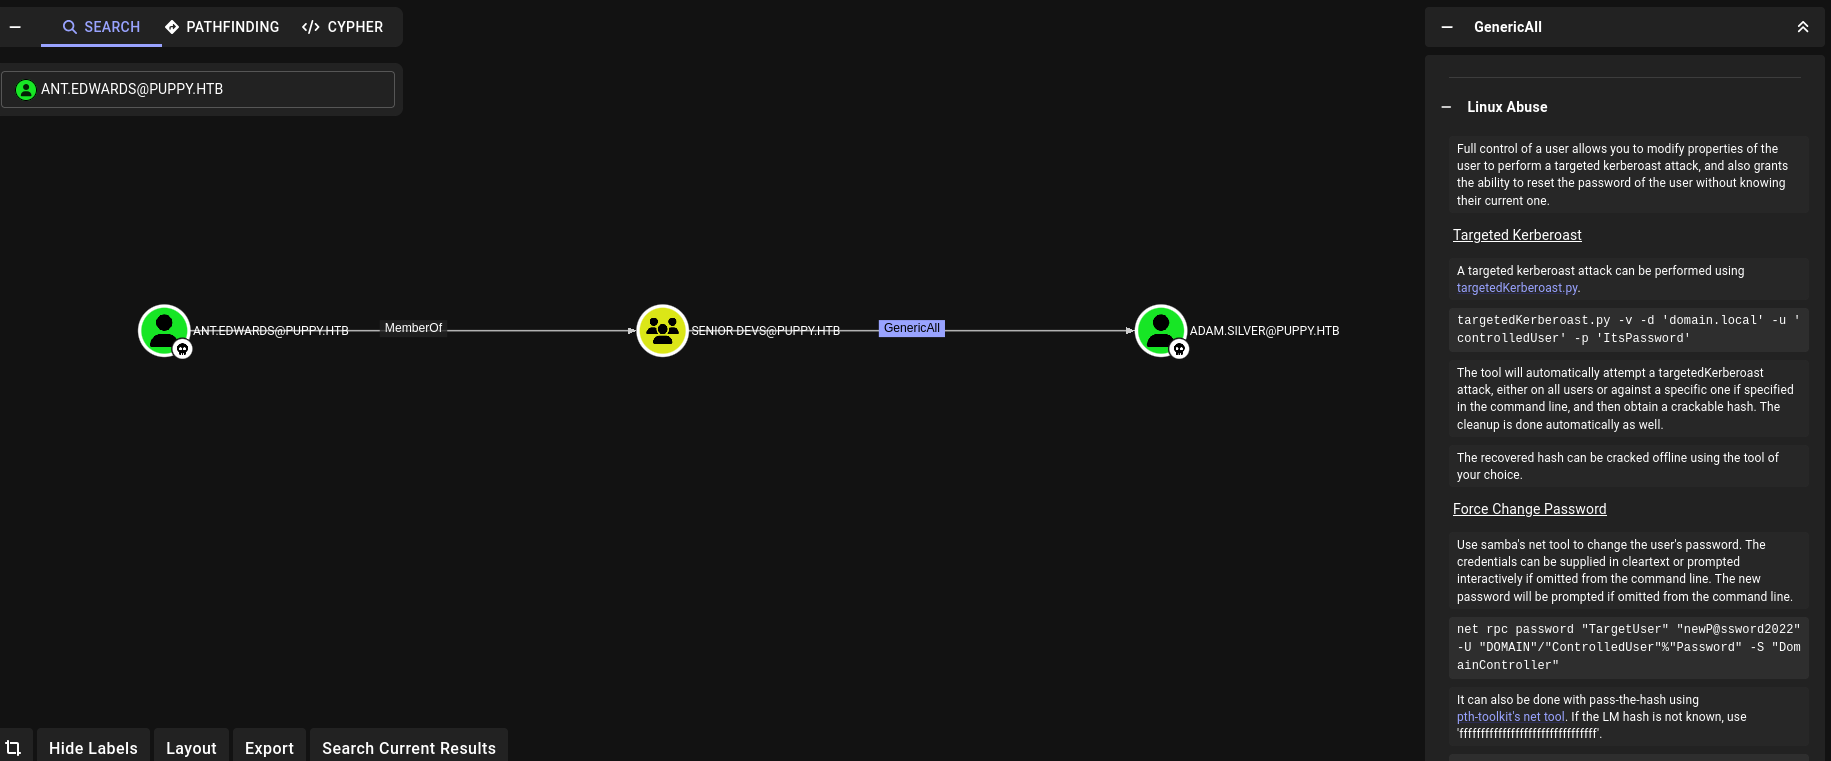 SEARCH
PATHFINDING
CYPHER
ANT.EDWARDS@PUPPY.HTB
ANT.EDWARDS@PUPPY.HTB
MemberOf
SENIOR DEVS@PUPPY.HTB
GenericAll
ADAM.SILVER@PUPPY.HTB
Hide Labels
Layout
Export
Search Current Results
GenericAll
Linux Abuse
Full control of a user allows you to modify properties of the
user to perform a targeted kerberoast attack, and also grants
the ability to reset the password of the user without knowing
their current one.
Targeted Kerberoast
A targeted kerberoast attack can be performed using
targetedKerberoast.py.
targetedKerberoast.py -v -d 'domain.local' -u '
controlledUser' -p 'ItsPassword'
The tool will automatically attempt a targetedKerberoast
attack, either on all users or against a specific one if specified
in the command line, and then obtain a crackable hash. The
cleanup is done automatically as well.
The recovered hash can be cracked offline using the tool of
your choice.
Force Change Password
Use samba's net tool to change the user's password. The
credentials can be supplied in cleartext or prompted
interactively if omitted from the command line. The new
password will be prompted if omitted from the command line.
net rpc password "TargetUser" "newP@ssword2022"
-U "DOMAIN"/"ControlledUser"%"Password" -S "Dom
ainController"
It can also be done with pass-the-hash using
pth-toolkit's net tool. If the LM hash is not known, use
'ffffffffffffffffffffffffffffffff'.